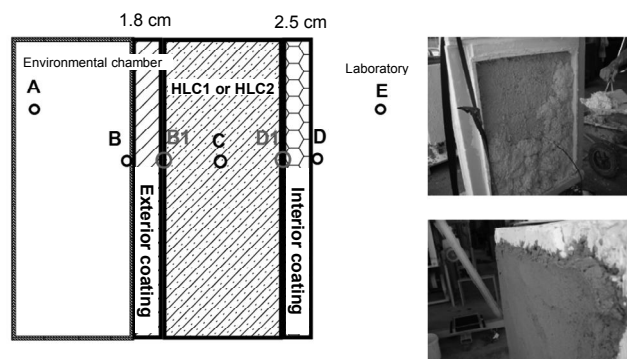 1.8 cm
2.5 cm
Environmental chamber
A
HLC1 or HLC2
Laboratory
E
B
B1
C
D1
D
Exterior coating
Interior coating